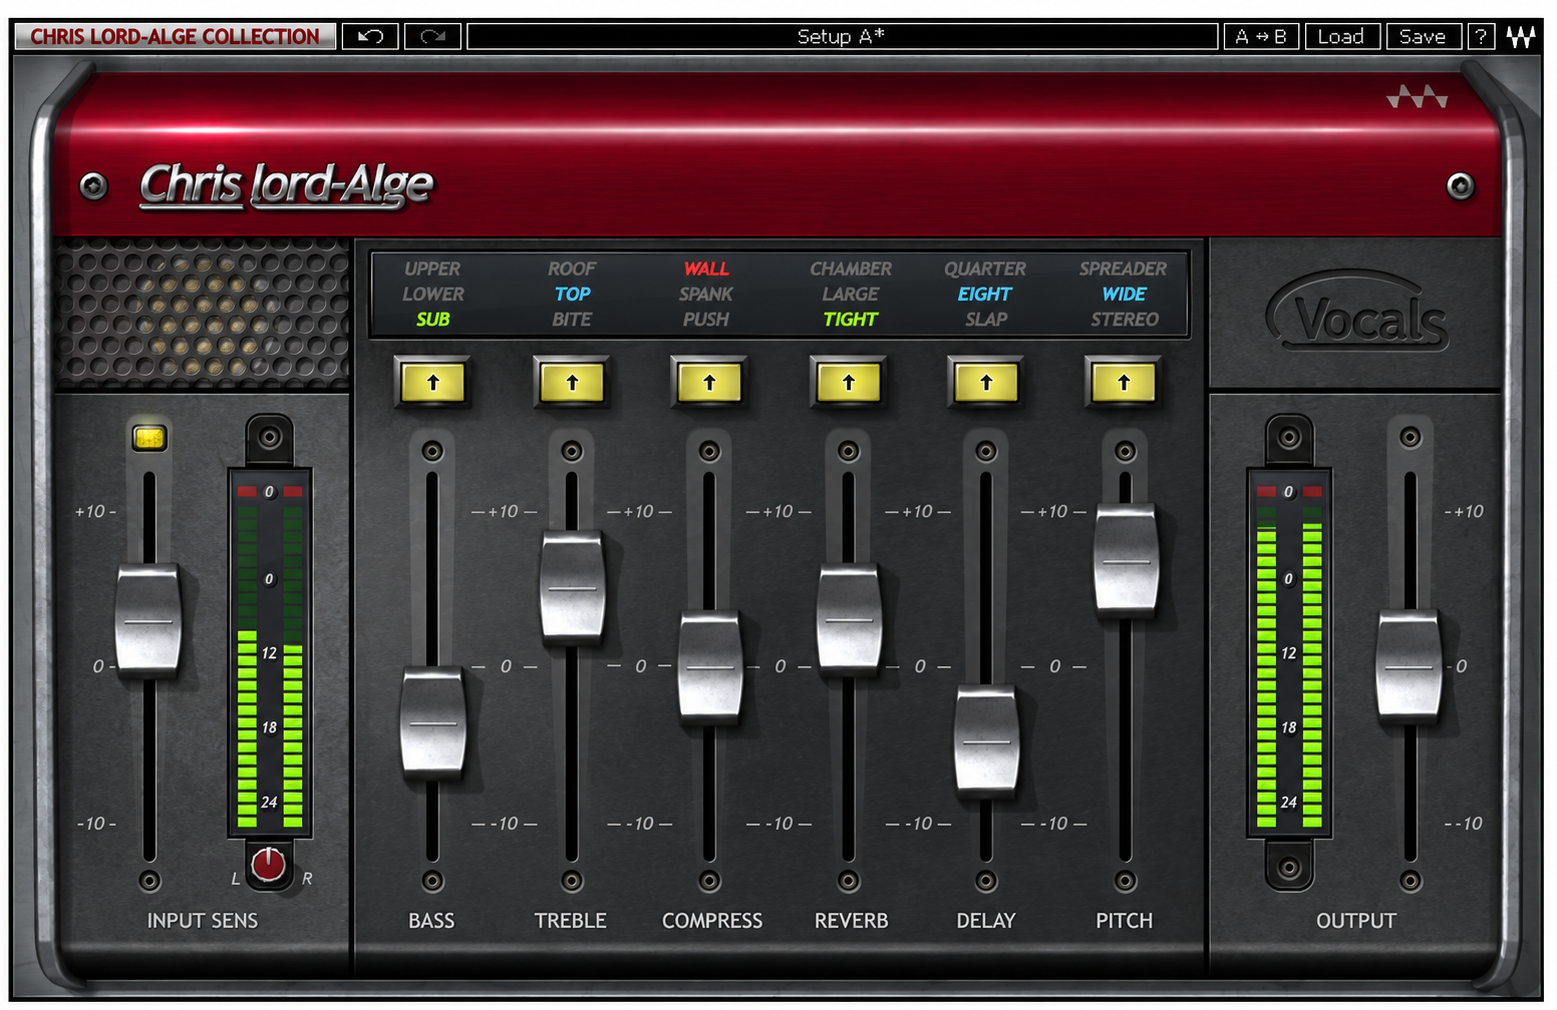 CHRIS LORD-ALGE COLLECTION
Setup A*
A ↔ B
Load
Save
?
Chris lord-Alge
UPPER ROOF WALL CHAMBER QUARTER SPREADER
LOWER TOP SPANK LARGE EIGHT WIDE
SUB BITE PUSH TIGHT SLAP STEREO
Vocals
0 0
+10 +10 +10 +10 +10 +10 +10
0 0
12 12
0 0 0 0 0 0 0
18 18
24 24
-10 -10 -10 -10 -10 -10 -10
L R
INPUT SENS BASS TREBLE COMPRESS REVERB DELAY PITCH OUTPUT